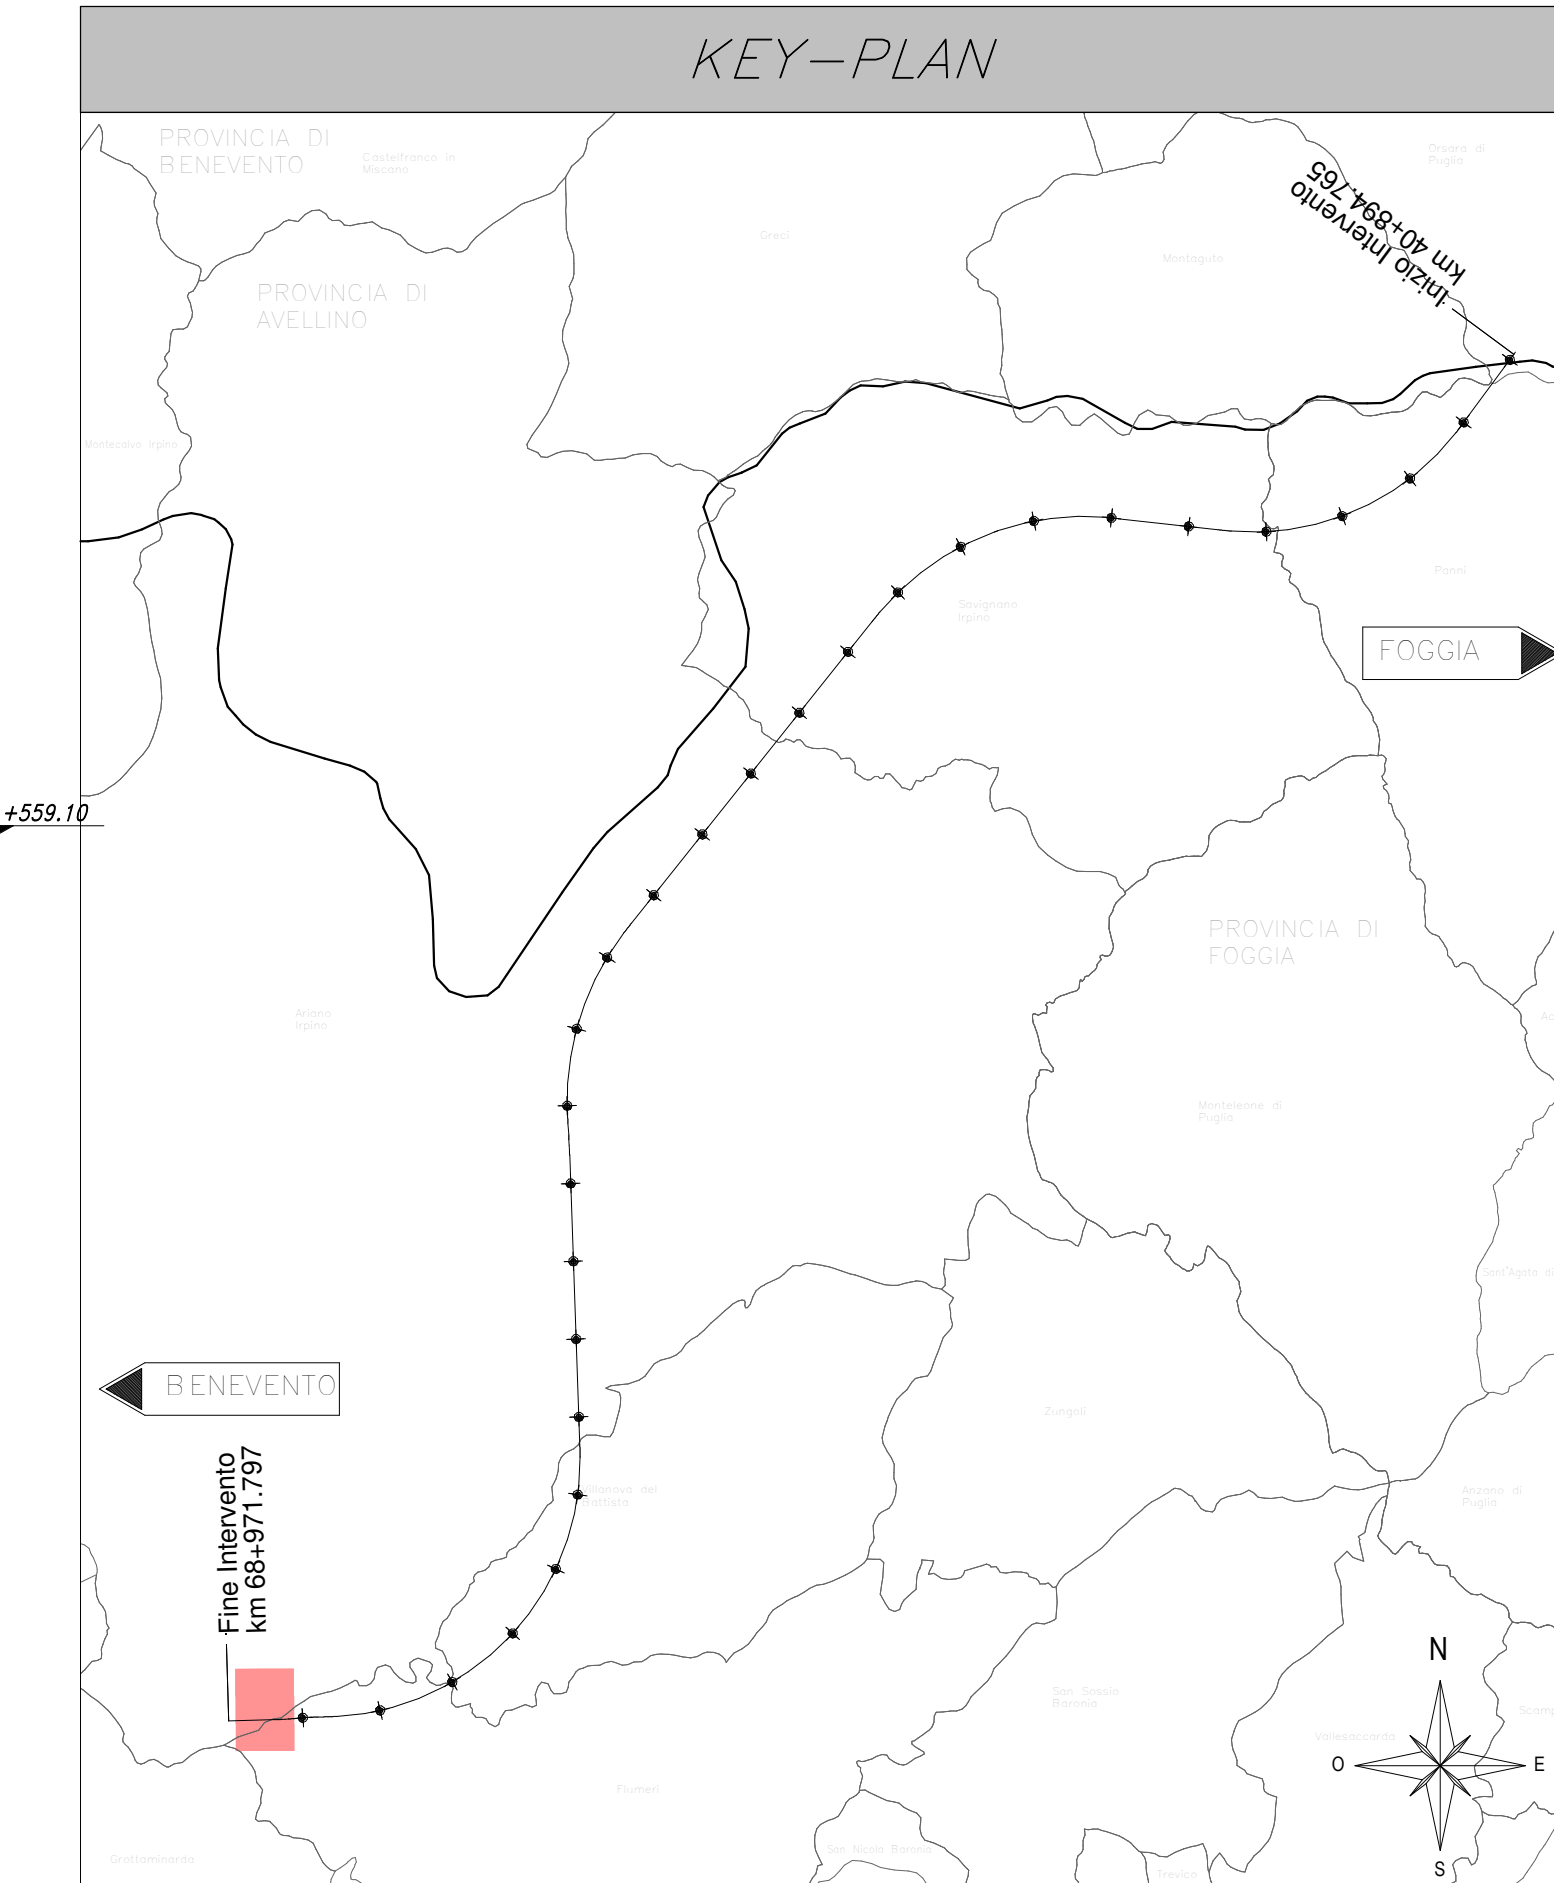 KEY-PLAN
PROVINCIA DI
BENEVENTO
Castelfranco in
Miscano
Orsara di
Puglia
Inizio Intervento
km 40+894.765
Greci
Montaguto
PROVINCIA DI
AVELLINO
Montecalvo Irpino
Panni
Savignano
Irpino
FOGGIA
+559.10
PROVINCIA DI
FOGGIA
Ariano
Irpino
Monteleone di
Puglia
Sant'Agata di
BENEVENTO
Zungoli
Fine Intervento
km 68+971.797
Villanova del
Battista
Anzano di
Puglia
N
San Sossio
Baronia
Vallesaccarda
Scamp
O
E
Flumeri
San Nicola Baronia
Grottaminarda
Trevico
S